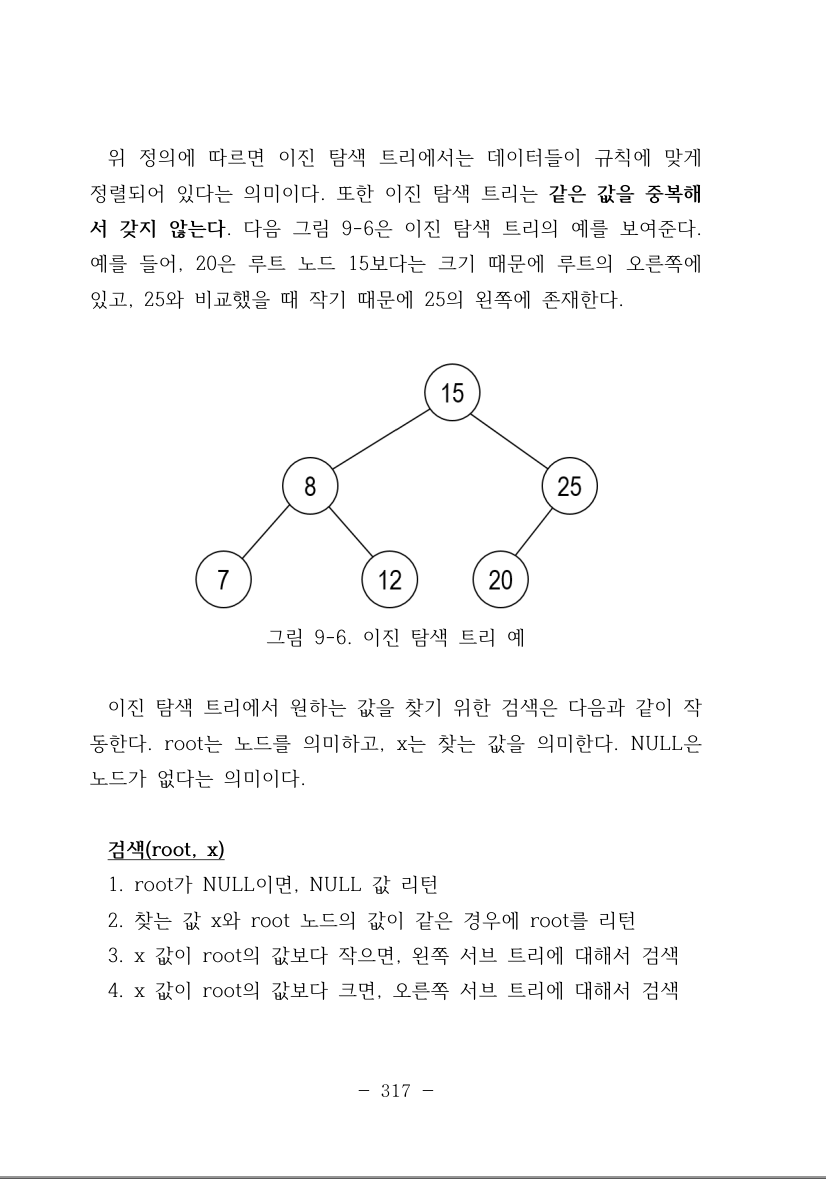 위 정의에 따르면 이진 탐색 트리에서는 데이터들이 규칙에 맞게
정렬되어 있다는 의미이다. 또한 이진 탐색 트리는 같은 값을 중복해
서 갖지 않는다. 다음 그림 9-6은 이진 탐색 트리의 예를 보여준다.
예를 들어, 20은 루트 노드 15보다는 크기 때문에 루트의 오른쪽에
있고, 25와 비교했을 때 작기 때문에 25의 왼쪽에 존재한다.
15
8 25
7 12 20
그림 9-6. 이진 탐색 트리 예
이진 탐색 트리에서 원하는 값을 찾기 위한 검색은 다음과 같이 작
동한다. root는 노드를 의미하고, x는 찾는 값을 의미한다. NULL은
노드가 없다는 의미이다.
검색(root, x)
1. root가 NULL이면, NULL 값 리턴
2. 찾는 값 x와 root 노드의 값이 같은 경우에 root를 리턴
3. x 값이 root의 값보다 작으면, 왼쪽 서브 트리에 대해서 검색
4. x 값이 root의 값보다 크면, 오른쪽 서브 트리에 대해서 검색
- 317 -